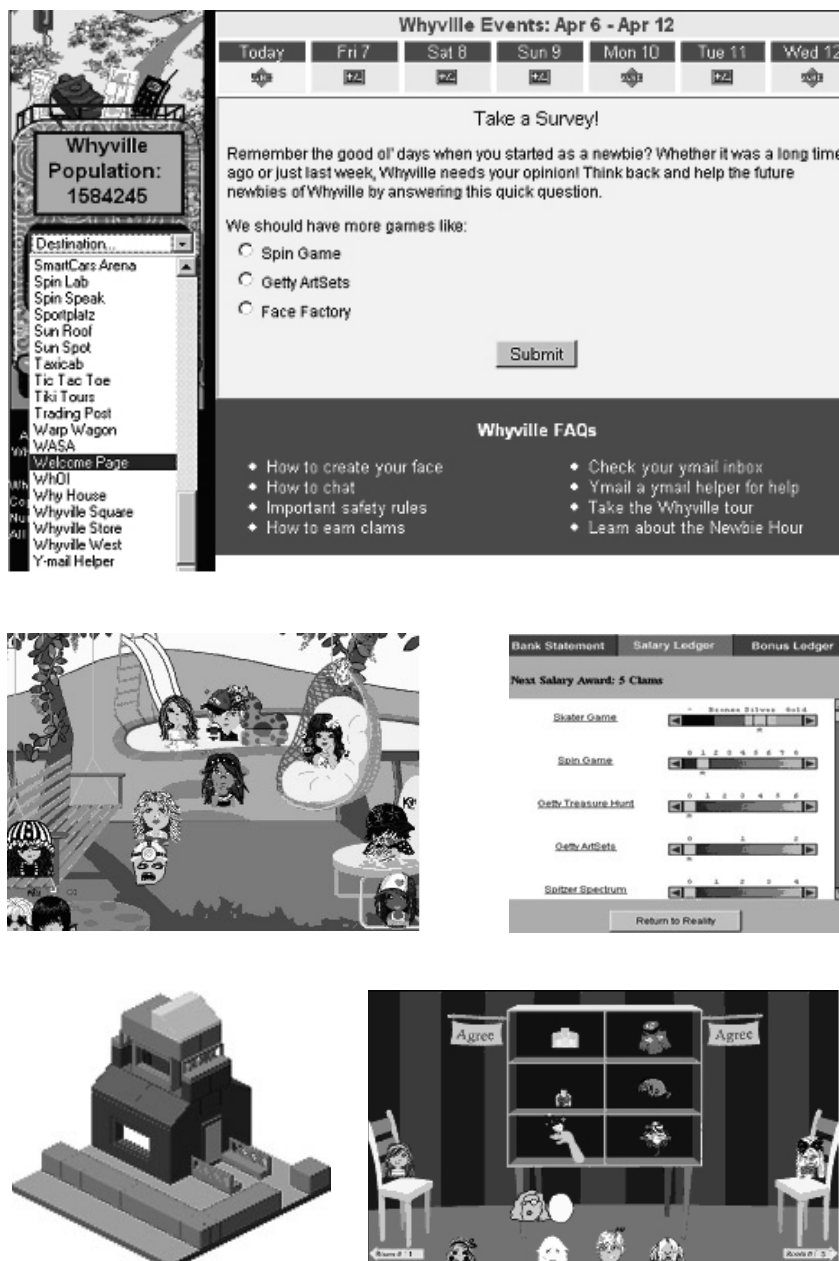 Whyville Events: Apr 6 - Apr 12
Today Fri 7 Sat 8 Sun 9 Mon 10 Tue 11 Wed 12
Whyville
Population:
1584245
Destination...
SmartCars Arena
Spin Lab
Spin Speak
Sportplatz
Sun Roof
Sun Spot
Taxicab
Tic Tac Toe
Tiki Tours
Trading Post
Warp Wagon
WASA
Welcome Page
WhOI
Why House
Whyville Square
Whyville Store
Whyville West
Y-mail Helper
Take a Survey!
Remember the good ol' days when you started as a newbie? Whether it was a long time
ago or just last week, Whyville needs your opinion! Think back and help the future
newbies of Whyville by answering this quick question.
We should have more games like:
Spin Game
Getty ArtSets
Face Factory
Submit
Whyville FAQs
How to create your face
How to chat
Important safety rules
How to earn clams
Check your ymail inbox
Ymail a ymail helper for help
Take the Whyville tour
Learn about the Newbie Hour
Bank Statement Salary Ledger Bonus Ledger
Next Salary Award: 5 Clams
- Bronze Silver Gold
Skater Game
0 1 2 3 4 5 6 7 8
Spin Game
0 1 2 3 4 5 6
Getty Treasure Hunt
0 1 2
Getty ArtSets
0 1 2 3 4
Spitzer Spectrum
Return to Reality
Agree Agree